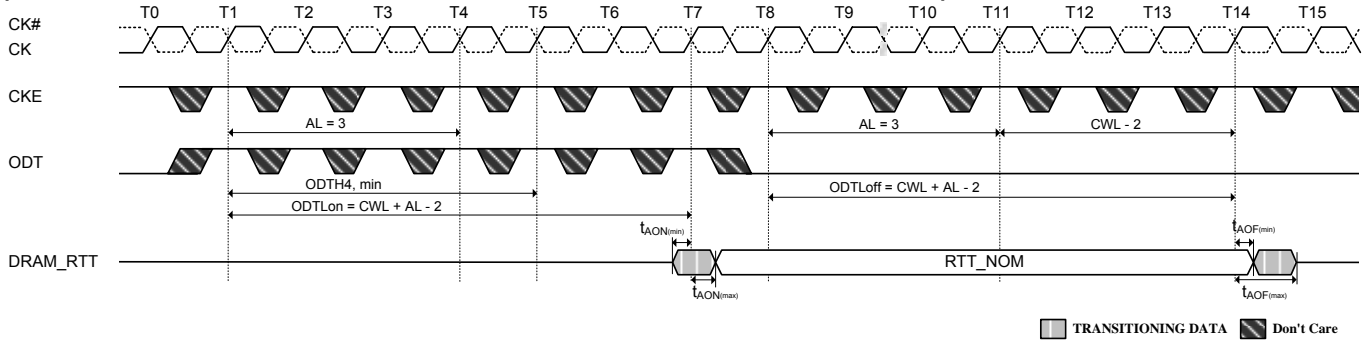 T0 T1 T2 T3 T4 T5 T6 T7 T8 T9 T10 T11 T12 T13 T14 T15
CK#
CK
CKE
AL = 3 AL = 3 CWL - 2
ODT
ODTH4, min ODTLoff = CWL + AL - 2
ODTLon = CWL + AL - 2
tAON(min) tAOF(min)
DRAM_RTT RTT_NOM
tAON(max) tAOF(max)
TRANSITIONING DATA Don't Care